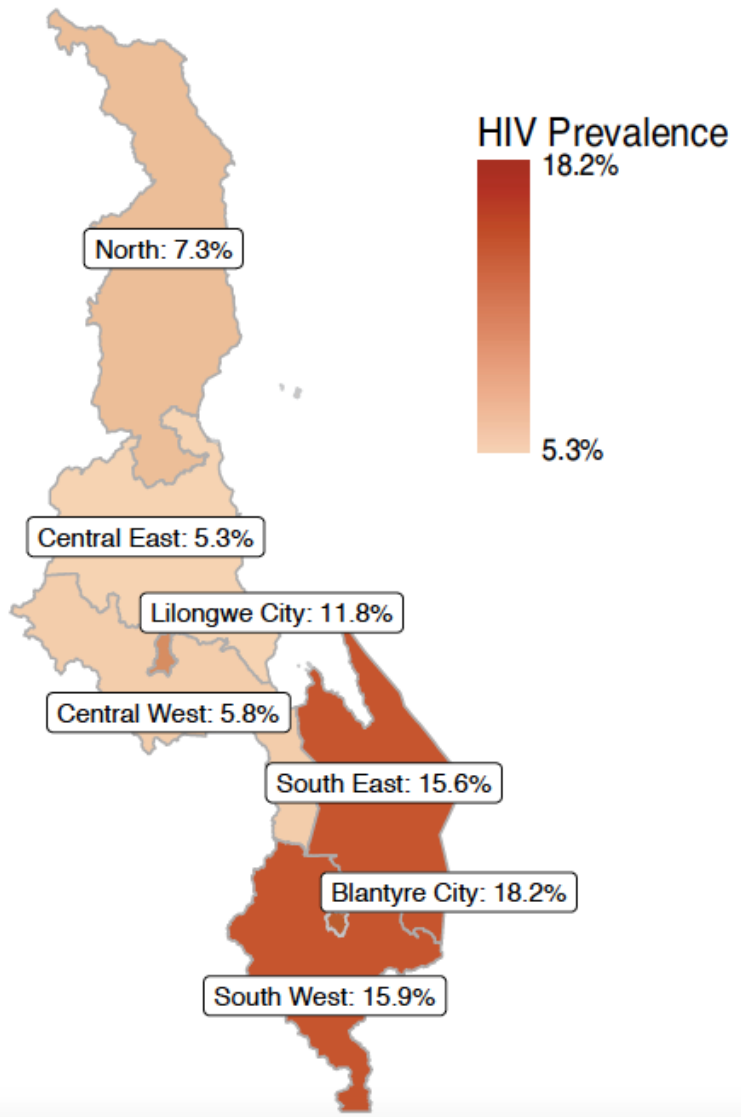 HIV Prevalence
18.2%
5.3%
North: 7.3%
Central East: 5.3%
Lilongwe City: 11.8%
Central West: 5.8%
South East: 15.6%
Blantyre City: 18.2%
South West: 15.9%